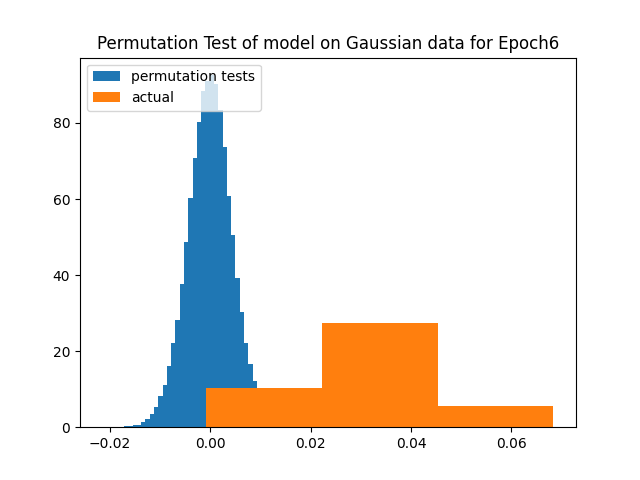 Permutation Test of model on Gaussian data for Epoch6
permutation tests
actual
80
60
40
20
0
−0.02 0.00 0.02 0.04 0.06